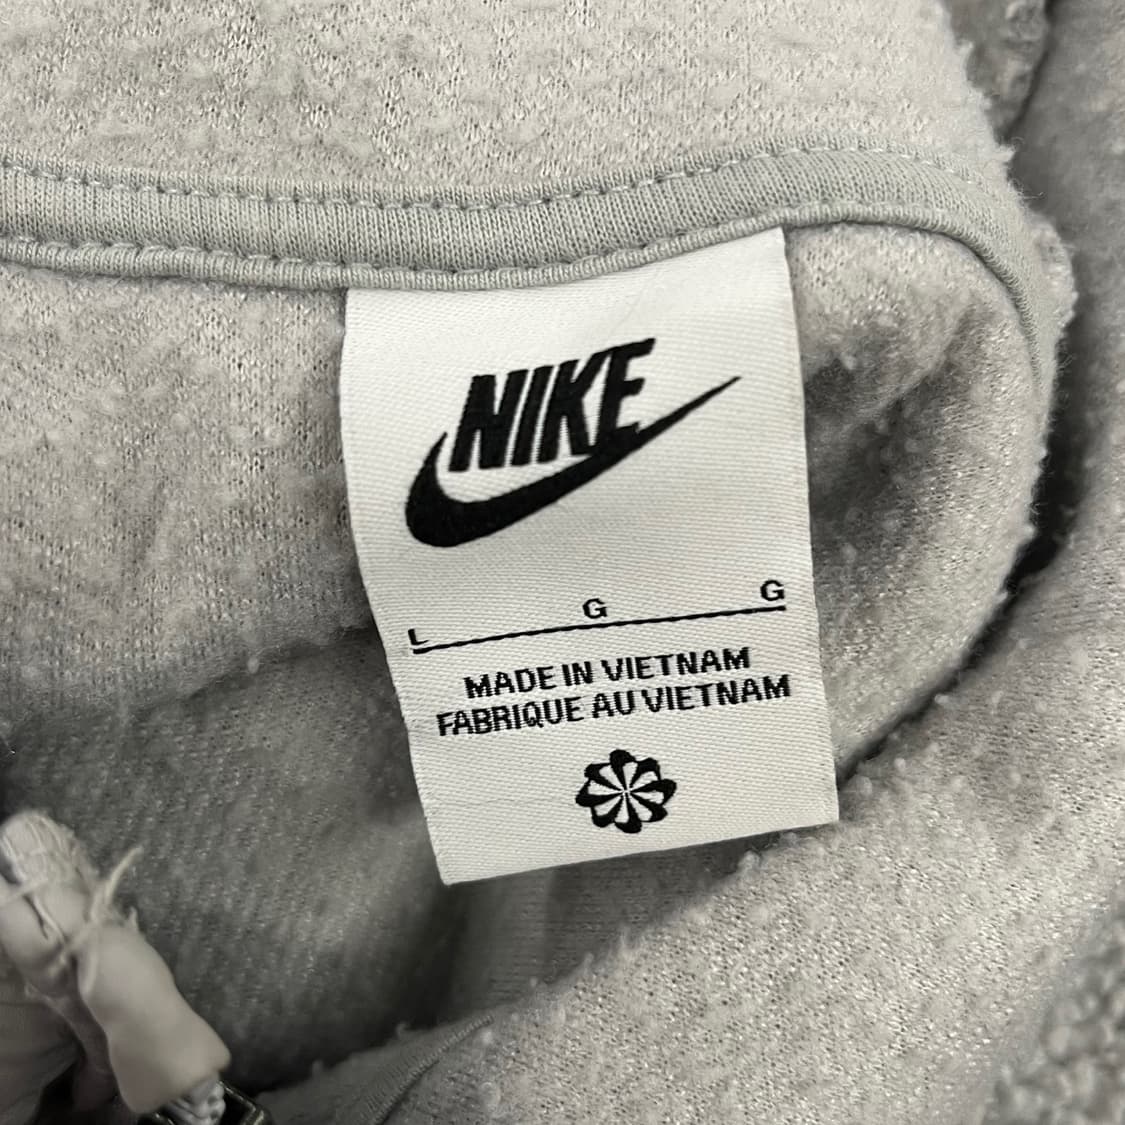 NIKE
L G G
MADE IN VIETNAM
FABRIQUE AU VIETNAM